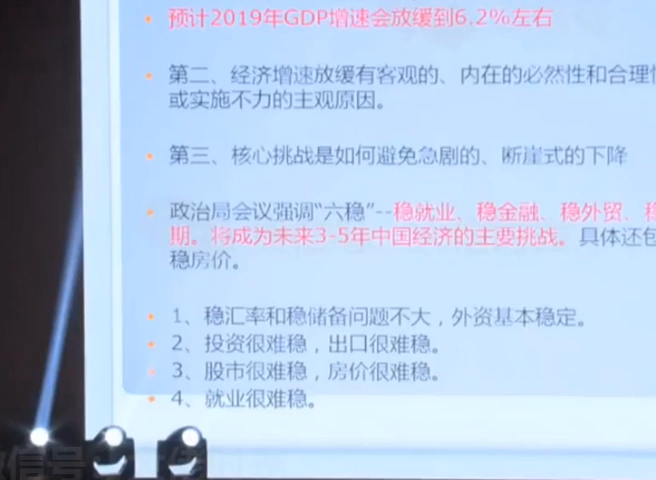 预计2019年GDP增速会放缓到6.2%左右
第二、经济增速放缓有客观的、内在的必然性和合理
或实施不力的主观原因。
第三、核心挑战是如何避免急剧的、断崖式的下降
政治局会议强调“六稳”--稳就业、稳金融、稳外贸、
期。将成为未来3-5年中国经济的主要挑战。具体还包
稳房价。
1、稳汇率和稳储备问题不大，外资基本稳定。
2、投资很难稳，出口很难稳。
3、股市很难稳，房价很难稳。
4、就业很难稳。